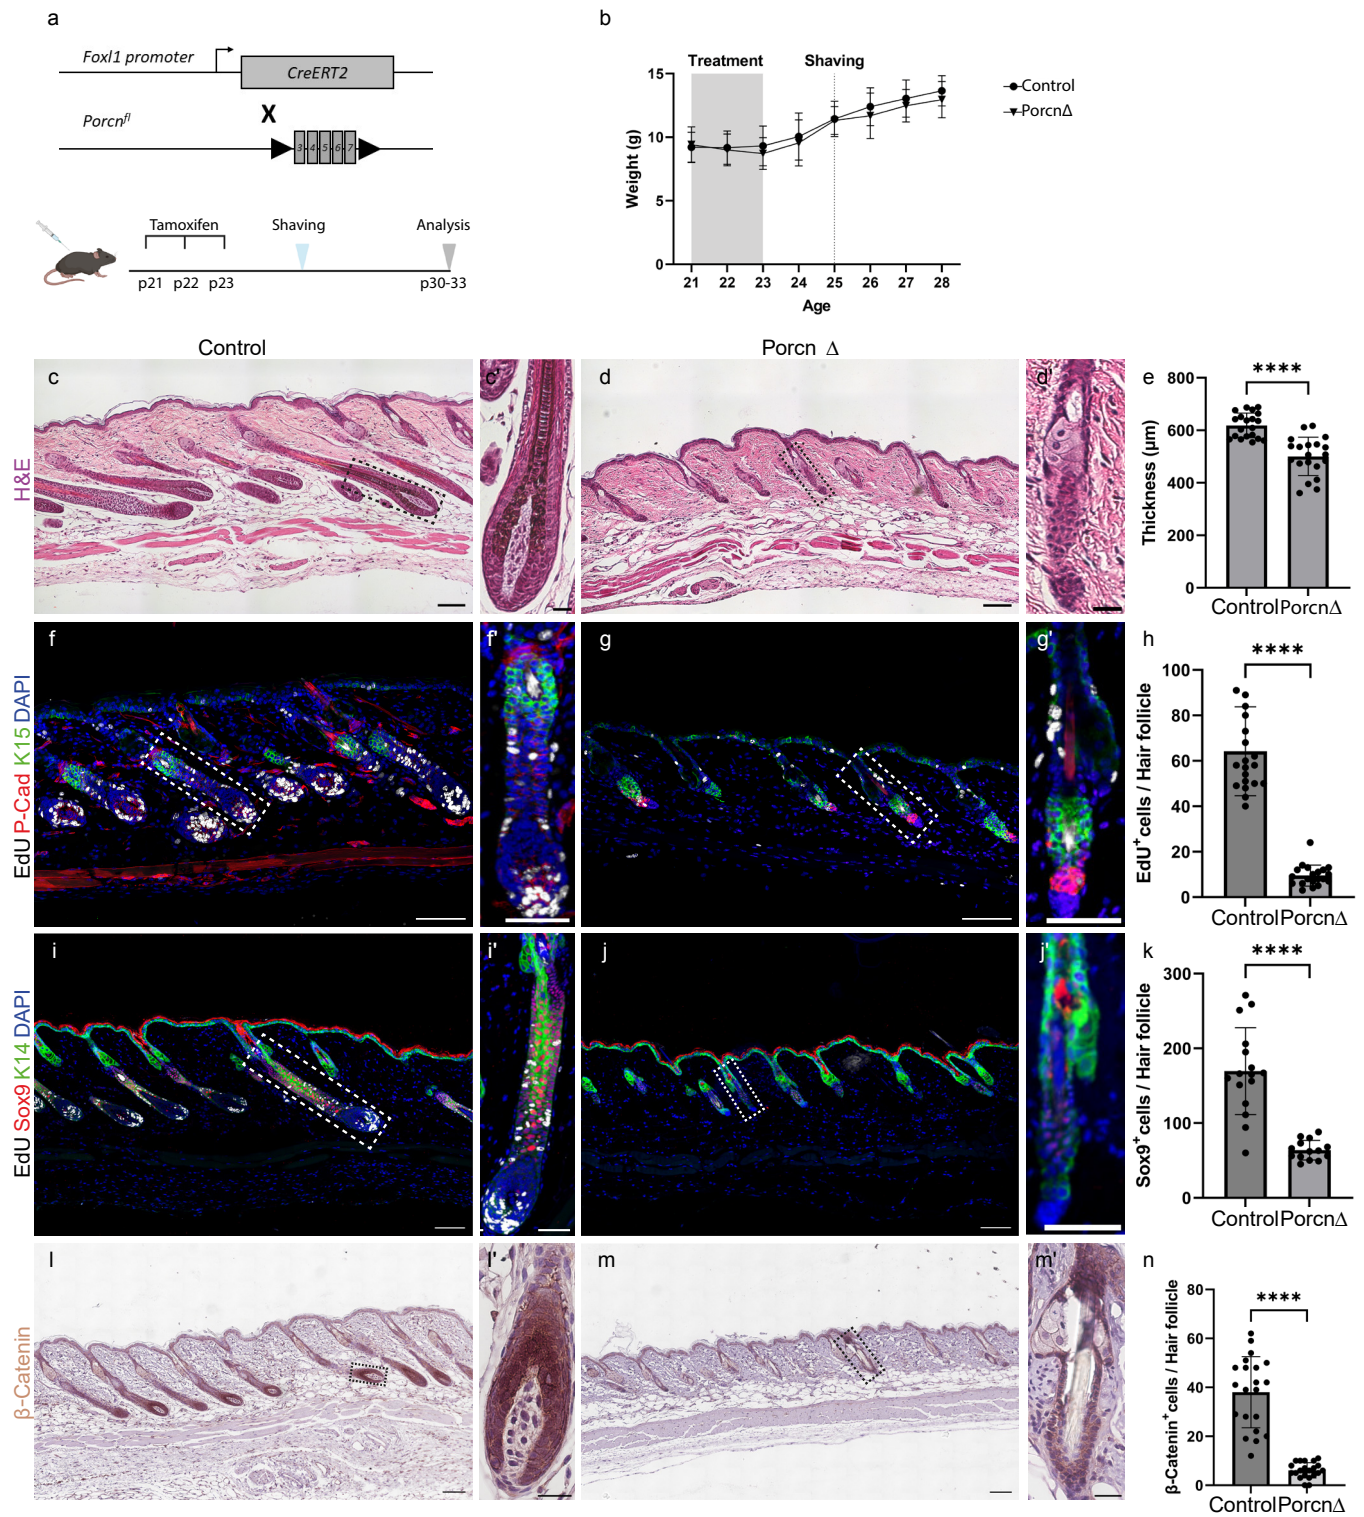 a
Foxl1 promoter
CreERT2
X
Porcnfl
3 4 5 6 7
Tamoxifen
Shaving
Analysis
p21 p22 p23
p30-33
b
Treatment
Shaving
15
10
5
0
Weight (g)
21 22 23 24 25 26 27 28
Age
Control
PorcnΔ
Control
Porcn Δ
H&E
c
c'
d
d'
e
****
800
600
400
200
0
Thickness (µm)
Control PorcnΔ
EdU P-Cad K15 DAPI
f
f'
g
g'
h
****
100
80
60
40
20
0
EdU+ cells / Hair follicle
Control PorcnΔ
EdU Sox9 K14 DAPI
i
i'
j
j'
k
****
300
200
100
0
Sox9+ cells / Hair follicle
Control PorcnΔ
β-Catenin
l
l'
m
m'
n
****
80
60
40
20
0
β-Catenin+ cells / Hair follicle
Control PorcnΔ